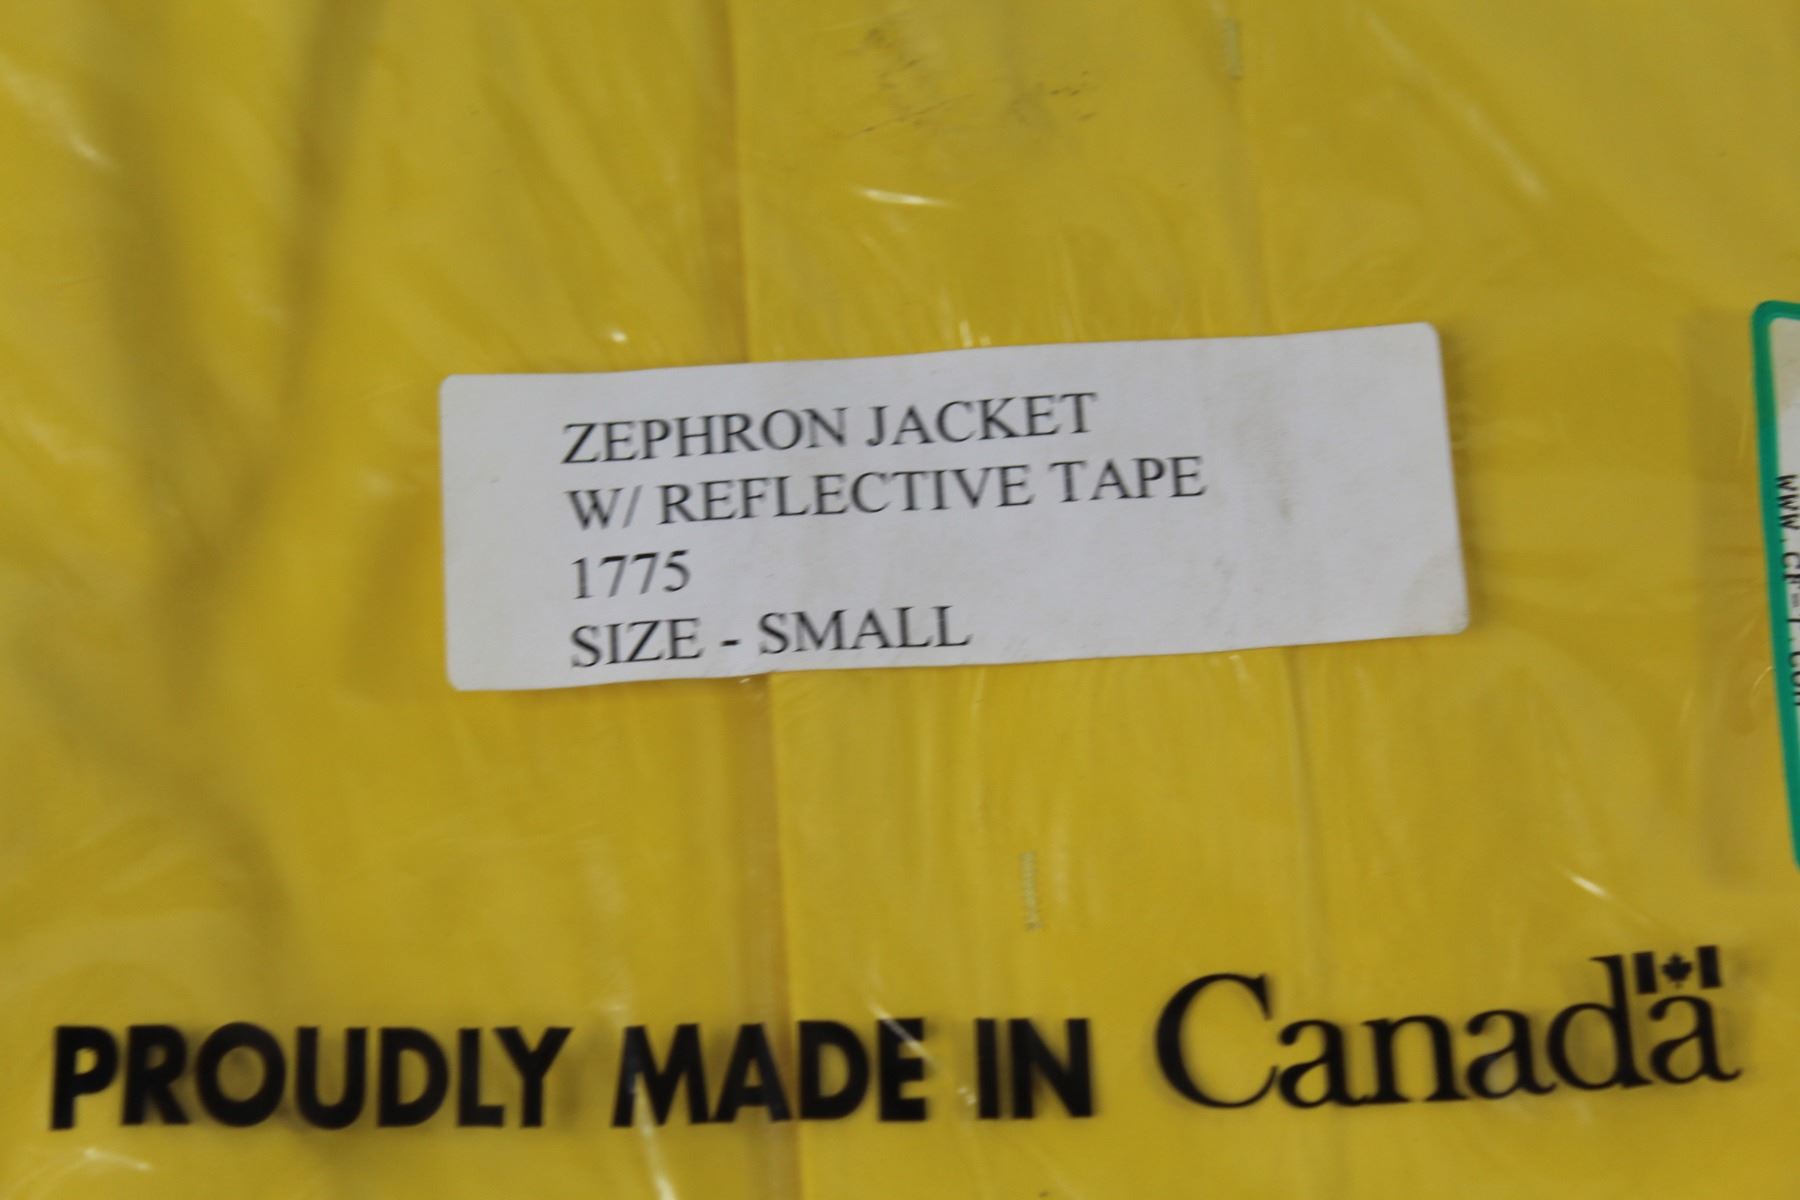 ZEPHRON JACKET
W/ REFLECTIVE TAPE
1775
SIZE - SMALL
PROUDLY MADE IN Canada